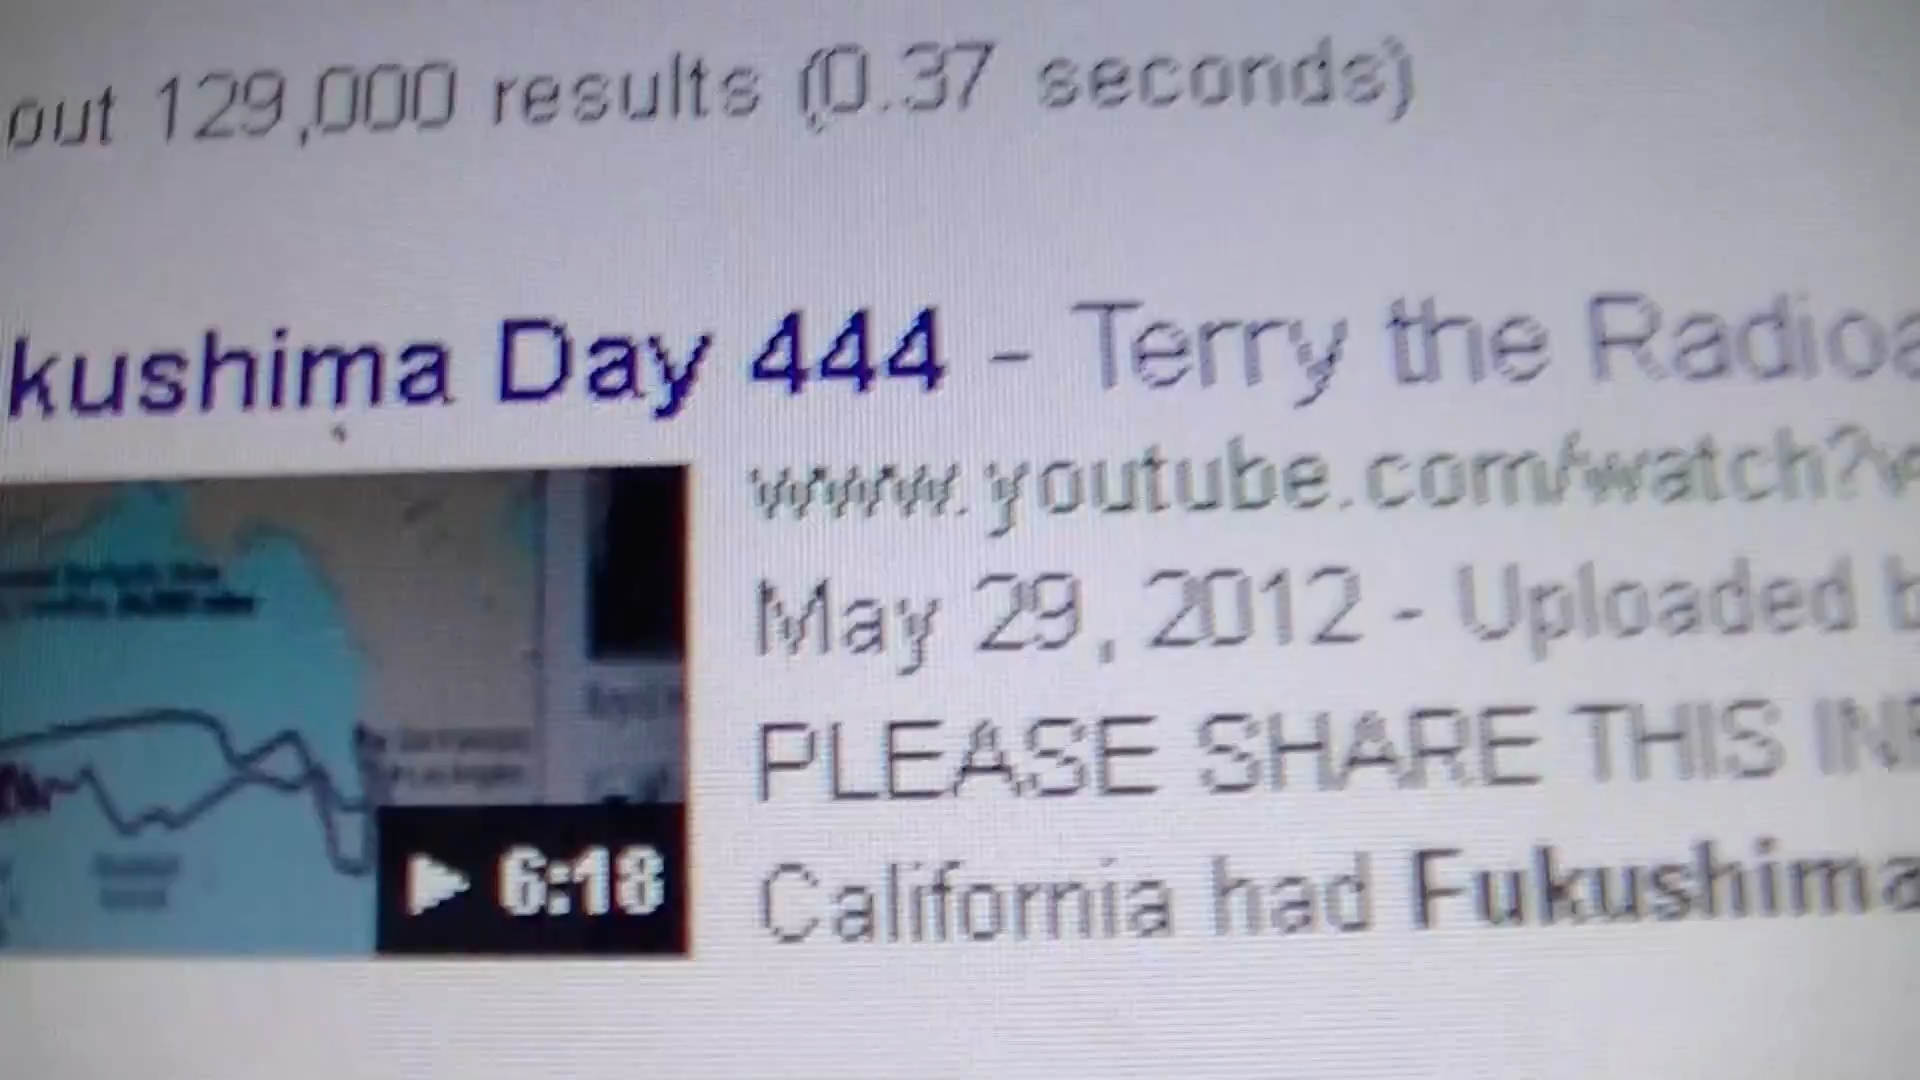 out 129,000 results (0.37 seconds)
kushima Day 444 - Terry the Radioa
www.youtube.com/watch?v
May 29, 2012 - Uploaded b
PLEASE SHARE THIS INF
6:18
California had Fukushima